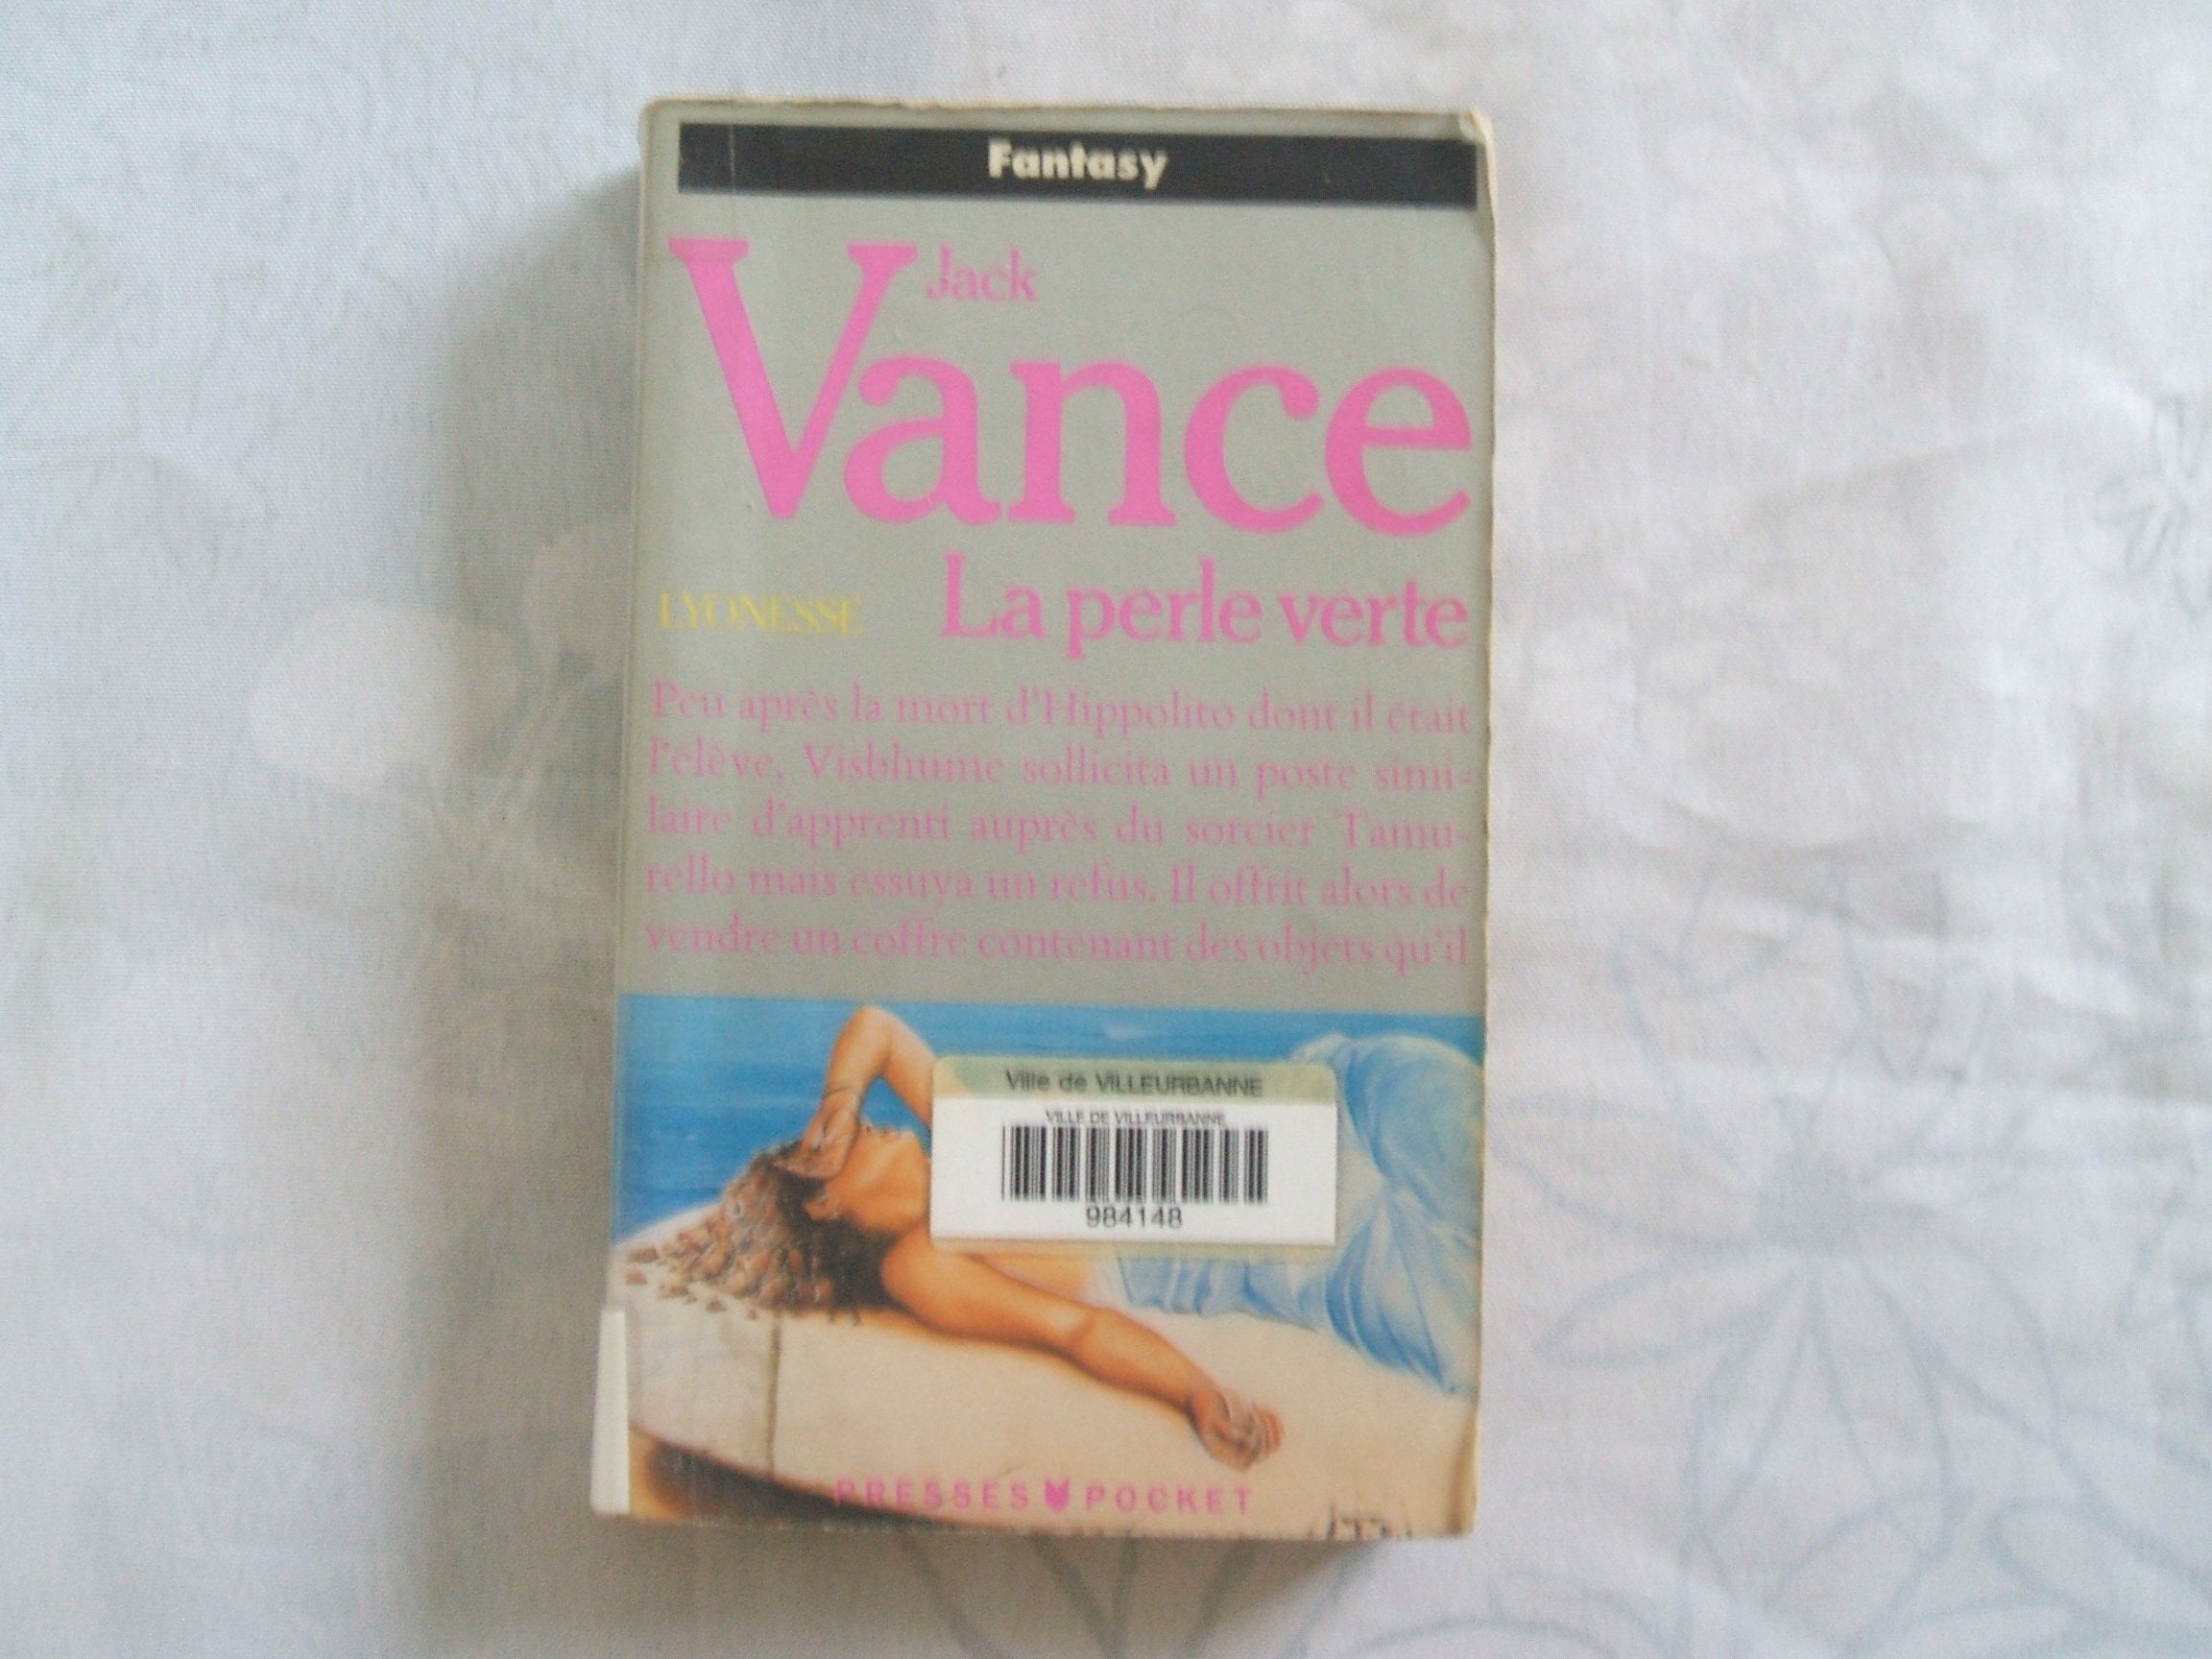 Fantasy
Jack
Vance
LYONESSE La perle verte
Peu après la mort d'Hippolito dont il était
l'élève, Visbhume sollicita un poste simi-
laire d'apprenti auprès du sorcier Tamu-
rello mais essuya un refus. Il offrit alors de
vendre un coffre contenant des objets qu'il
Ville de VILLEURBANNE
VILLE DE VILLEURBANNE
984148
PRESSES POCKET